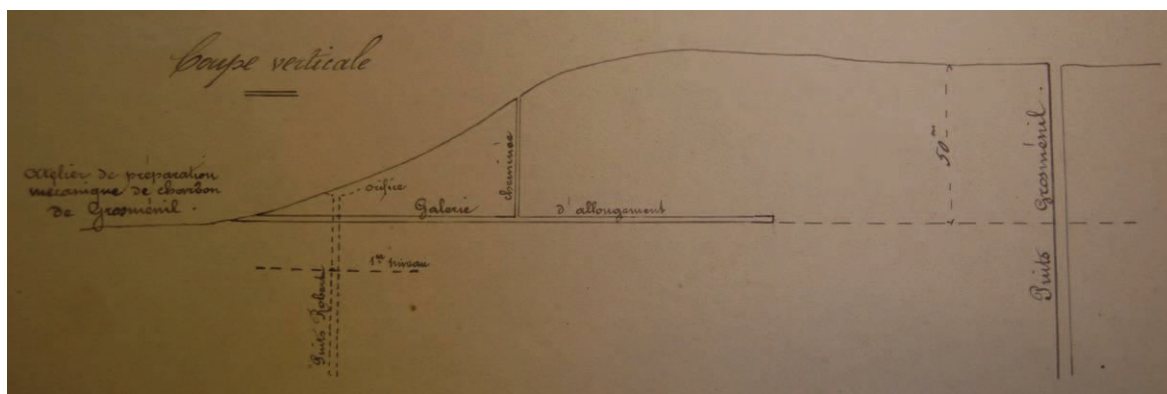 Coupe verticale
Atelier de préparation
mécanique de charbon
de Grosménil.
orifice
cheminée
Galerie d'allongement
1er niveau
Puits Robert
50m
Puits Grosménil.